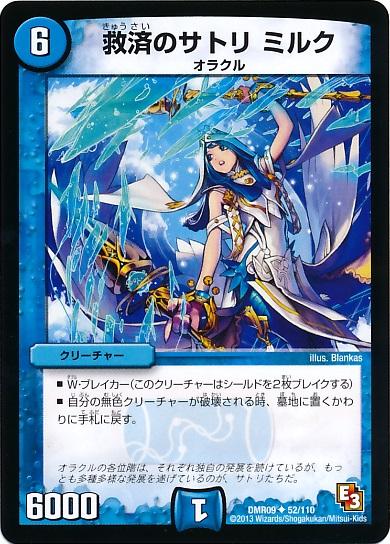 6
きゅうさい
救済のサトリ ミルク
オラクル
クリーチャー
illus. Blankas
■ W・ブレイカー(このクリーチャーはシールドを2枚ブレイクする)
■ 自分の無色クリーチャーが破壊される時、墓地に置くかわ
りに手札に戻す。
オラクルの各位階は、それぞれ独自の発展を続けているが、もっ
とも多種多様な発展を遂げているのが、サトリたちだ。
6000
1
E3
DMR09 ◆ 52/110
©2013 Wizards/Shogakukan/Mitsui-Kids